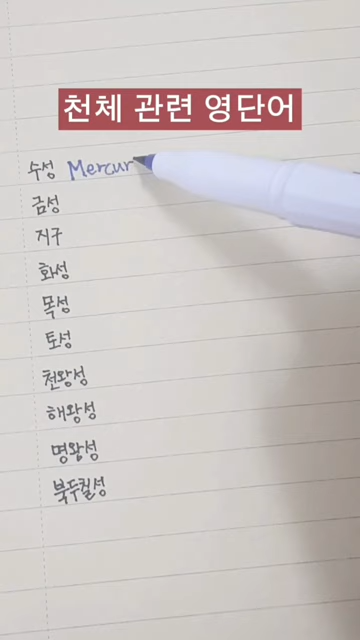 천체 관련 영단어
수성 Mercur
금성
지구
화성
목성
토성
천왕성
해왕성
명왕성
북두칠성